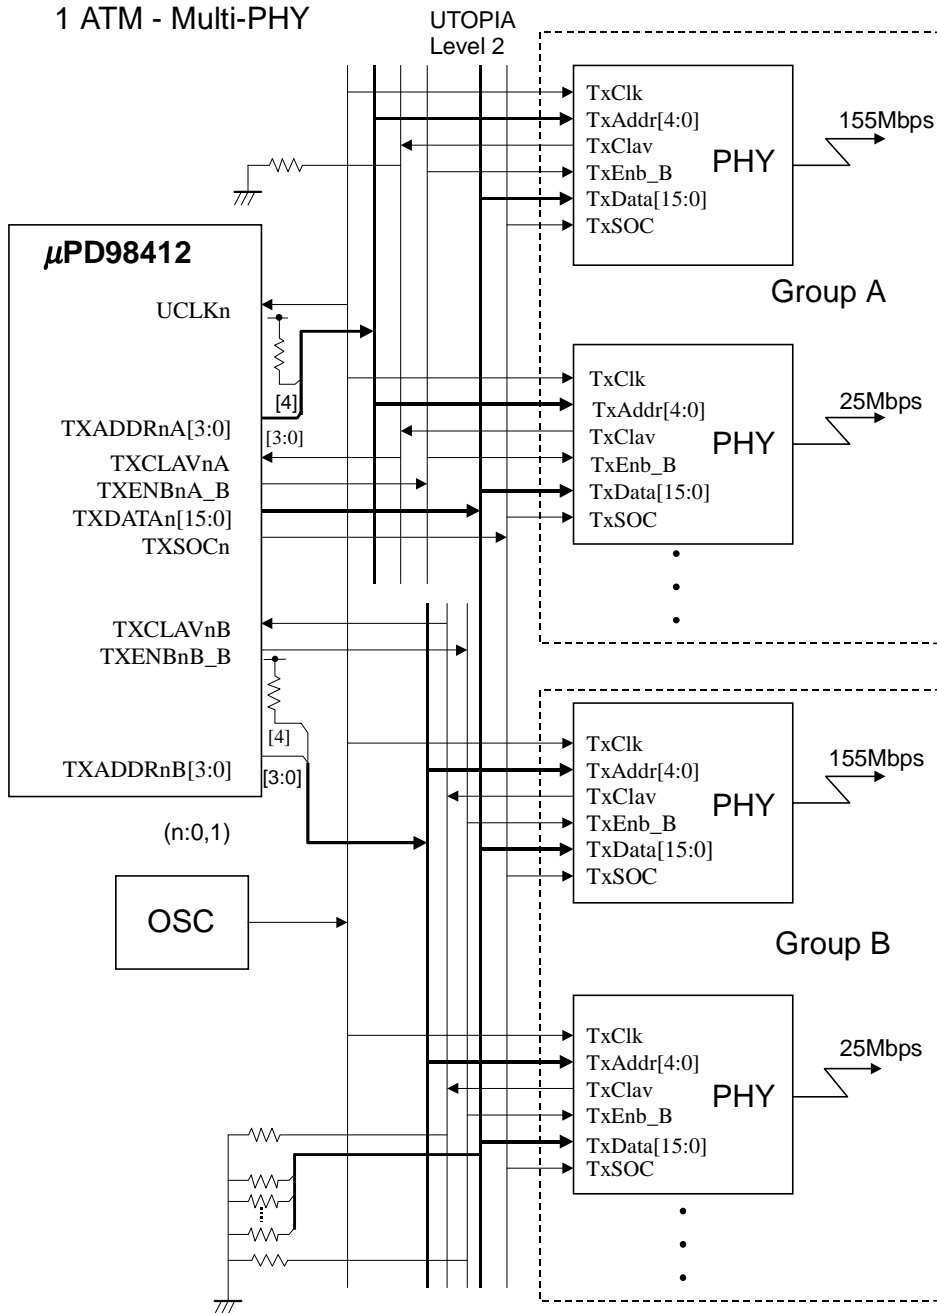 1 ATM - Multi-PHY
UTOPIA
Level 2
TxClk
TxAddr[4:0]
TxClav
TxEnb_B
TxData[15:0]
TxSOC
PHY
155Mbps
Group A
μPD98412
UCLKn
[4]
TXADDRnA[3:0]
[3:0]
TXCLAVnA
TXENBnA_B
TXDATAn[15:0]
TXSOCn
TXCLAVnB
TXENBnB_B
[4]
TXADDRnB[3:0]
[3:0]
(n:0,1)
OSC
TxClk
TxAddr[4:0]
TxClav
TxEnb_B
TxData[15:0]
TxSOC
PHY
25Mbps
TxClk
TxAddr[4:0]
TxClav
TxEnb_B
TxData[15:0]
TxSOC
PHY
155Mbps
Group B
TxClk
TxAddr[4:0]
TxClav
TxEnb_B
TxData[15:0]
TxSOC
PHY
25Mbps